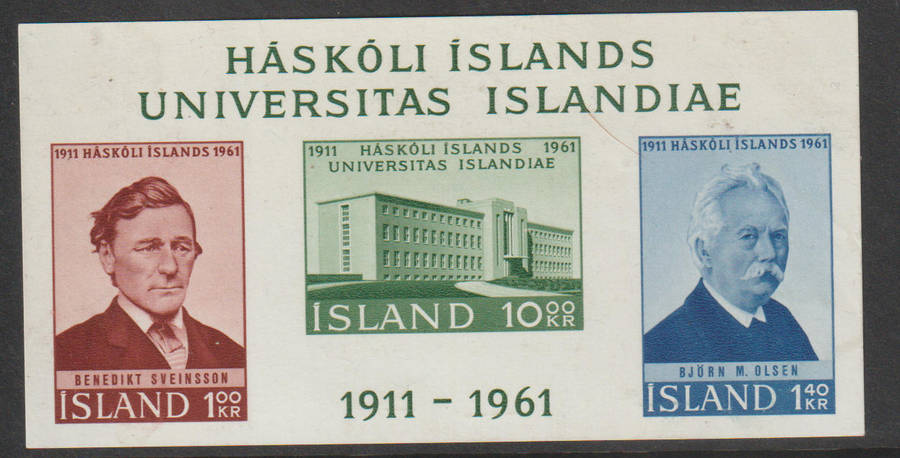 HÁSKÓLI ÍSLANDS
UNIVERSITAS ISLANDIAE
1911 HÁSKÓLI ÍSLANDS 1961
BENEDIKT SVEINSSON
ÍSLAND 1.00 KR
1911 HÁSKÓLI ÍSLANDS 1961
UNIVERSITAS ISLANDIAE
ÍSLAND 10.00 KR
1911 HÁSKÓLI ÍSLANDS 1961
BJÖRN M. OLSEN
ÍSLAND 1.40 KR
1911 - 1961